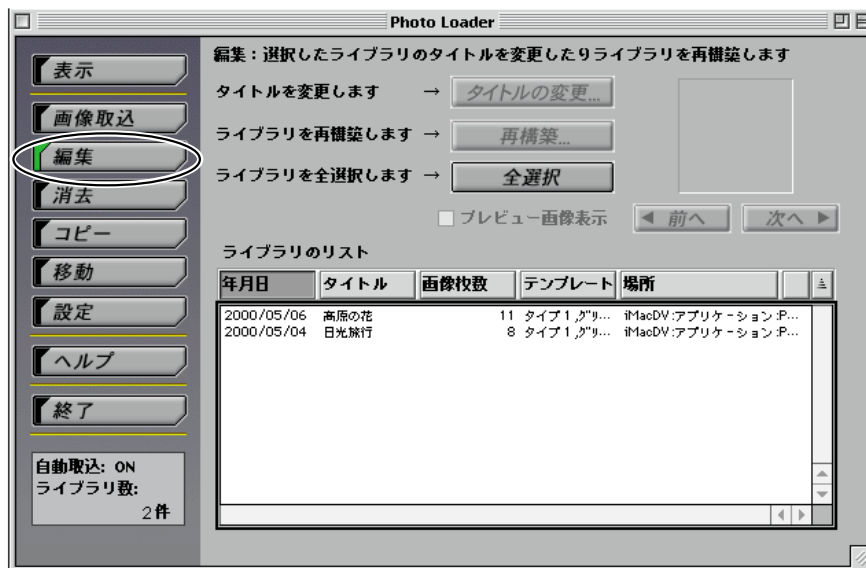 Photo Loader
表示
画像取込
編集
消去
コピー
移動
設定
ヘルプ
終了
自動取込: ON
ライブラリ数:
2件
編集：選択したライブラリのタイトルを変更したりライブラリを再構築します
タイトルを変更します → タイトルの変更...
ライブラリを再構築します → 再構築...
ライブラリを全選択します → 全選択
プレビュー画像表示 ◀ 前へ 次へ ▶
ライブラリのリスト
年月日 タイトル 画像枚数 テンプレート 場所
2000/05/06 高原の花 11 タイプ1,グリ... iMacDV:アプリケーション:P...
2000/05/04 日光旅行 8 タイプ1,グリ... iMacDV:アプリケーション:P...